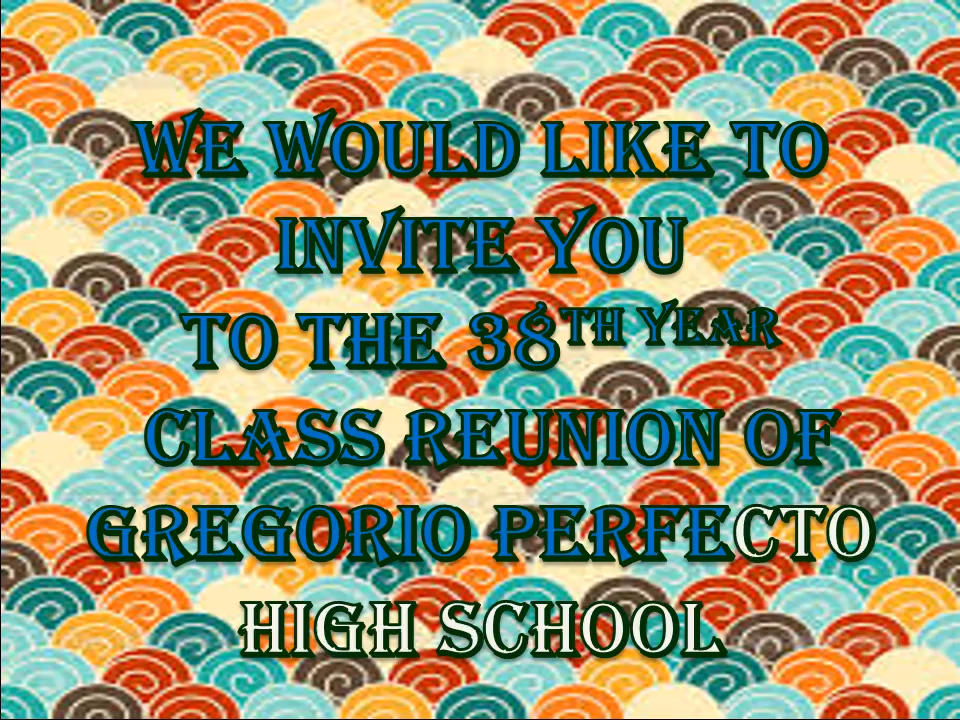 WE WOULD LIKE TO
INVITE YOU
TO THE 38TH YEAR
CLASS REUNION OF
GREGORIO PERFECTO
HIGH SCHOOL